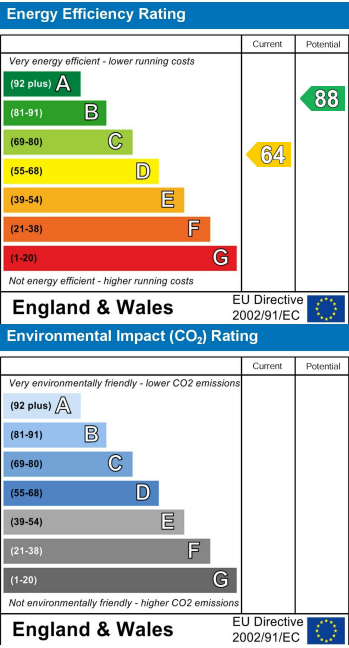 Energy Efficiency Rating
Current Potential
Very energy efficient - lower running costs
(92 plus) A
(81-91) B
88
(69-80) C
64
(55-68) D
(39-54) E
(21-38) F
(1-20) G
Not energy efficient - higher running costs
England & Wales
EU Directive
2002/91/EC
Environmental Impact (CO₂) Rating
Current Potential
Very environmentally friendly - lower CO2 emissions
(92 plus) A
(81-91) B
(69-80) C
(55-68) D
(39-54) E
(21-38) F
(1-20) G
Not environmentally friendly - higher CO2 emissions
England & Wales
EU Directive
2002/91/EC